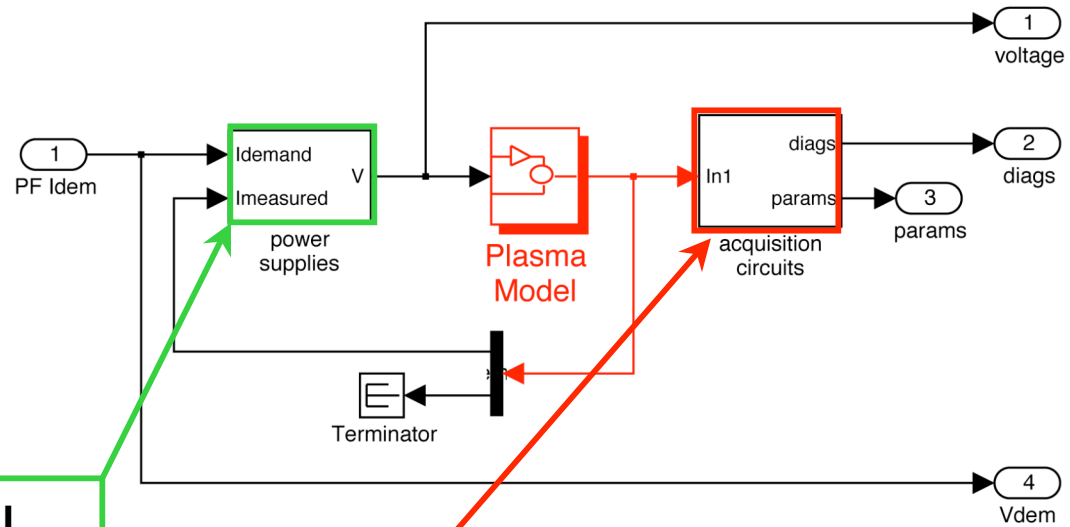 1
voltage
1
PF Idem
Idemand
Imeasured
V
power
supplies
Plasma
Model
In1
diags
params
acquisition
circuits
2
diags
3
params
Terminator
4
Vdem